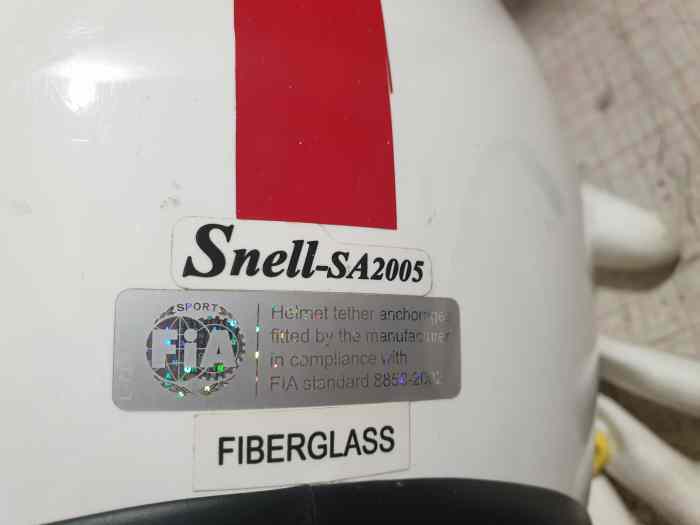 Snell-SA2005
SPORT
FiA
Helmet tether anchorages
fitted by the manufacturer
in compliance with
FIA standard 8858-2002
FIBERGLASS